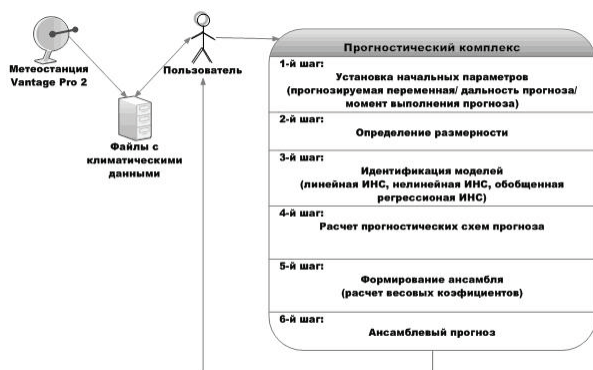 Метеостанция
Vantage Pro 2
Пользователь
Файлы с
климатическими
данными
Прогностический комплекс
1-й шаг:
Установка начальных параметров
(прогнозируемая переменная/ дальность прогноза/
момент выполнения прогноза)
2-й шаг:
Определение размерности
3-й шаг:
Идентификация моделей
(линейная ИНС, нелинейная ИНС, обобщенная
регрессионая ИНС)
4-й шаг:
Расчет прогностических схем прогноза
5-й шаг:
Формирование ансамбля
(расчет весовых коэфициентов)
6-й шаг:
Ансамблевый прогноз